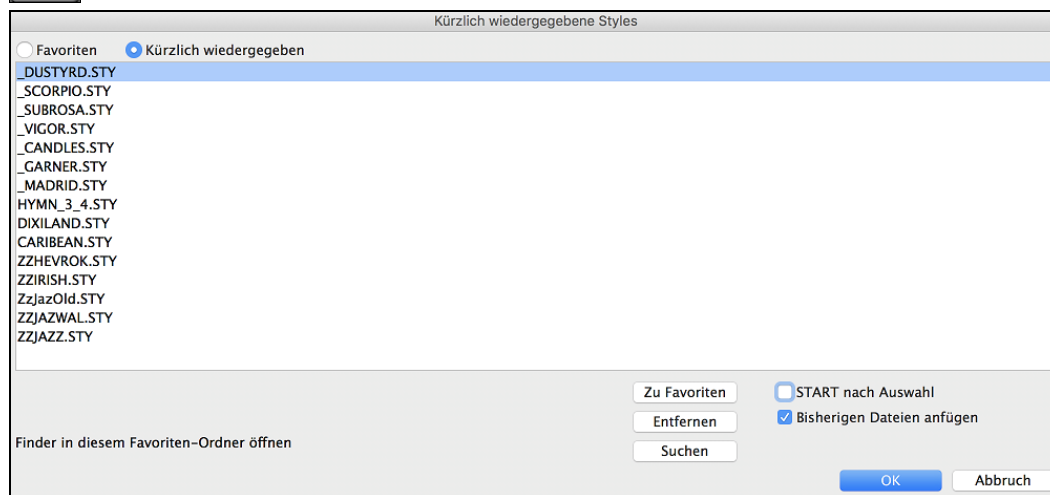 Kürzlich wiedergegebene Styles
Favoriten Kürzlich wiedergegeben
_DUSTYRD.STY
_SCORPIO.STY
_SUBROSA.STY
_VIGOR.STY
_CANDLES.STY
_GARNER.STY
_MADRID.STY
HYMN_3_4.STY
DIXILAND.STY
CARIBEAN.STY
ZZHEVROK.STY
ZZIRISH.STY
ZzJazOld.STY
ZZJAZWAL.STY
ZZJAZZ.STY
Zu Favoriten START nach Auswahl
Entfernen Bisherigen Dateien anfügen
Finder in diesem Favoriten-Ordner öffnen
Suchen
OK Abbruch